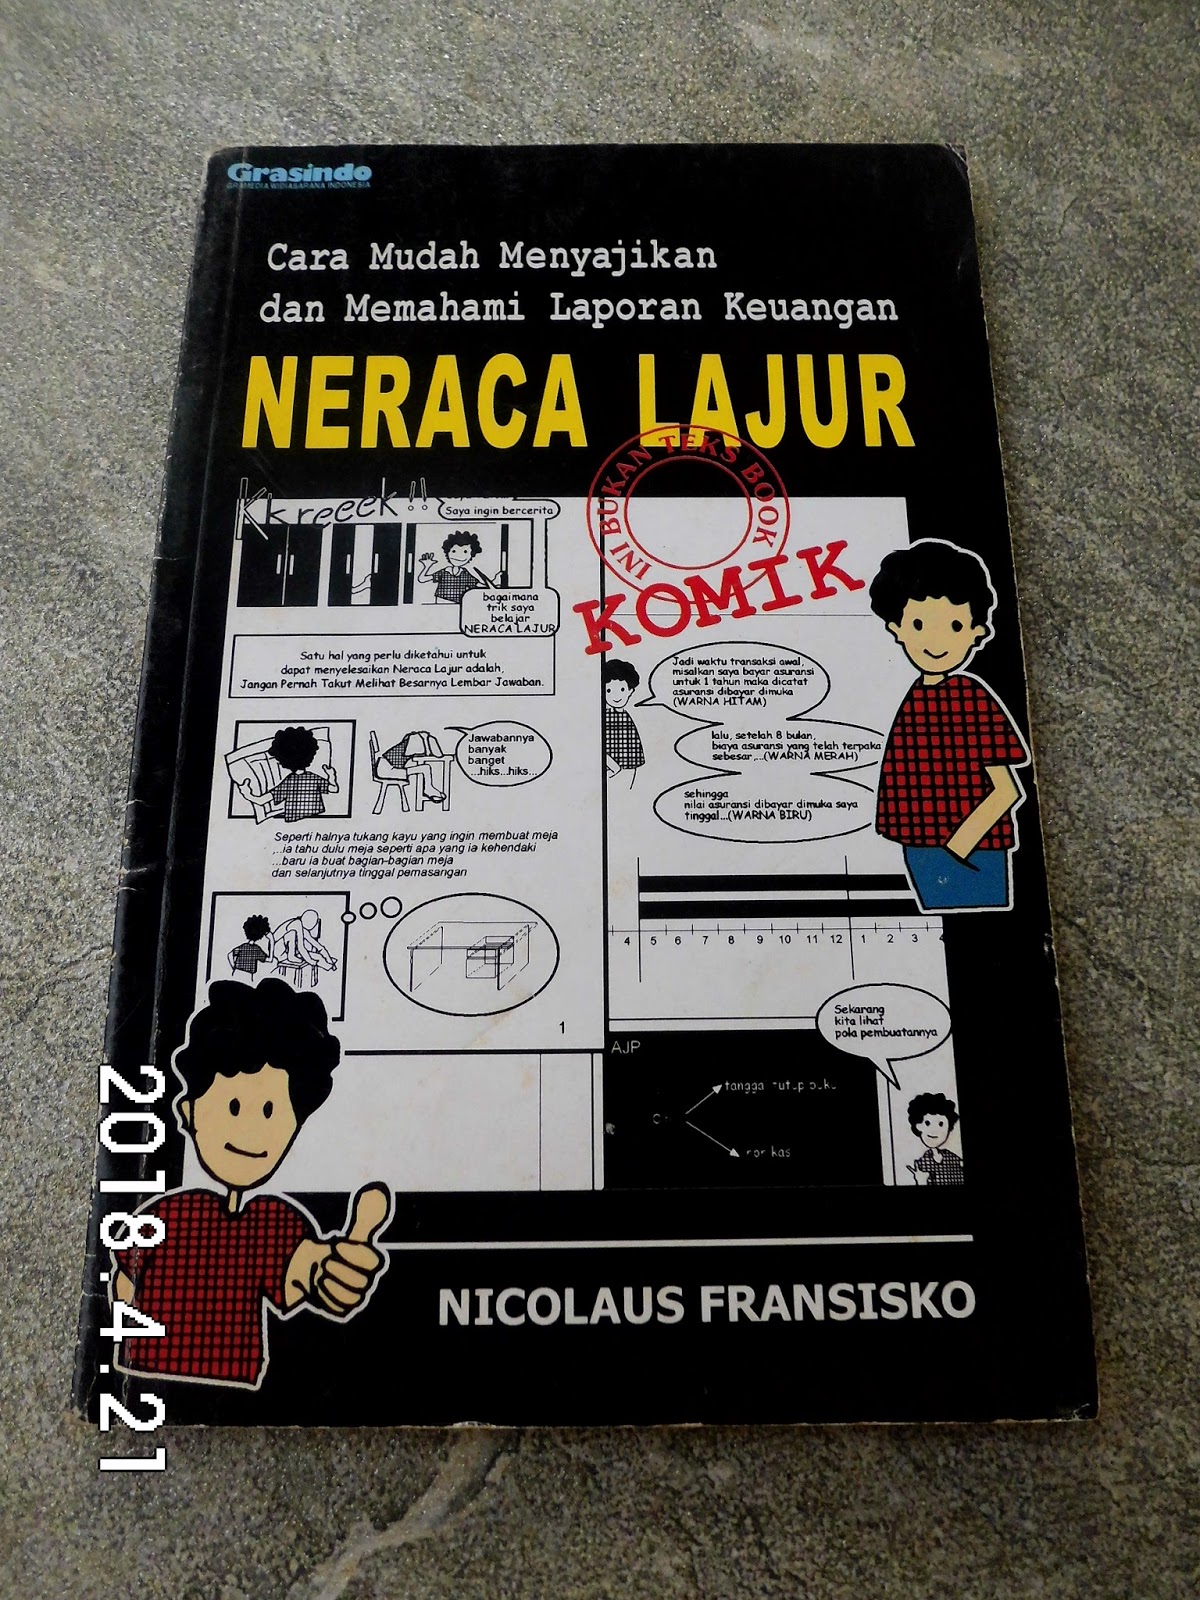 Grasindo
GRAMEDIA WIDIASARANA INDONESIA
Cara Mudah Menyajikan
dan Memahami Laporan Keuangan
NERACA LAJUR
INI BUKAN TEKS BOOK
KOMIK
Kkreeek!!
Saya ingin bercerita
bagaimana
trik saya
belajar
NERACA LAJUR
Satu hal yang perlu diketahui untuk
dapat menyelesaikan Neraca Lajur adalah,
Jangan Pernah Takut Melihat Besarnya Lembar Jawaban.
Jawabannya
banyak
banget
...hiks...hiks...
Seperti halnya tukang kayu yang ingin membuat meja
...ia tahu dulu meja seperti apa yang ia kehendaki
...baru ia buat bagian-bagian meja
dan selanjutnya tinggal pemasangan
1
Jadi waktu transaksi awal,
misalkan saya bayar asuransi
untuk 1 tahun maka dicatat
asuransi dibayar dimuka
(WARNA HITAM)
lalu, setelah 8 bulan,
biaya asuransi yang telah terpaka
sebesar,...(WARNA MERAH)
sehingga
nilai asuransi dibayar dimuka saya
tinggal...(WARNA BIRU)
4 5 6 7 8 9 10 11 12 1 2 3 4
Sekarang
kita lihat
pola pembuatannya
AJP
tangga
kas
NICOLAUS FRANSISKO
2018.4.21